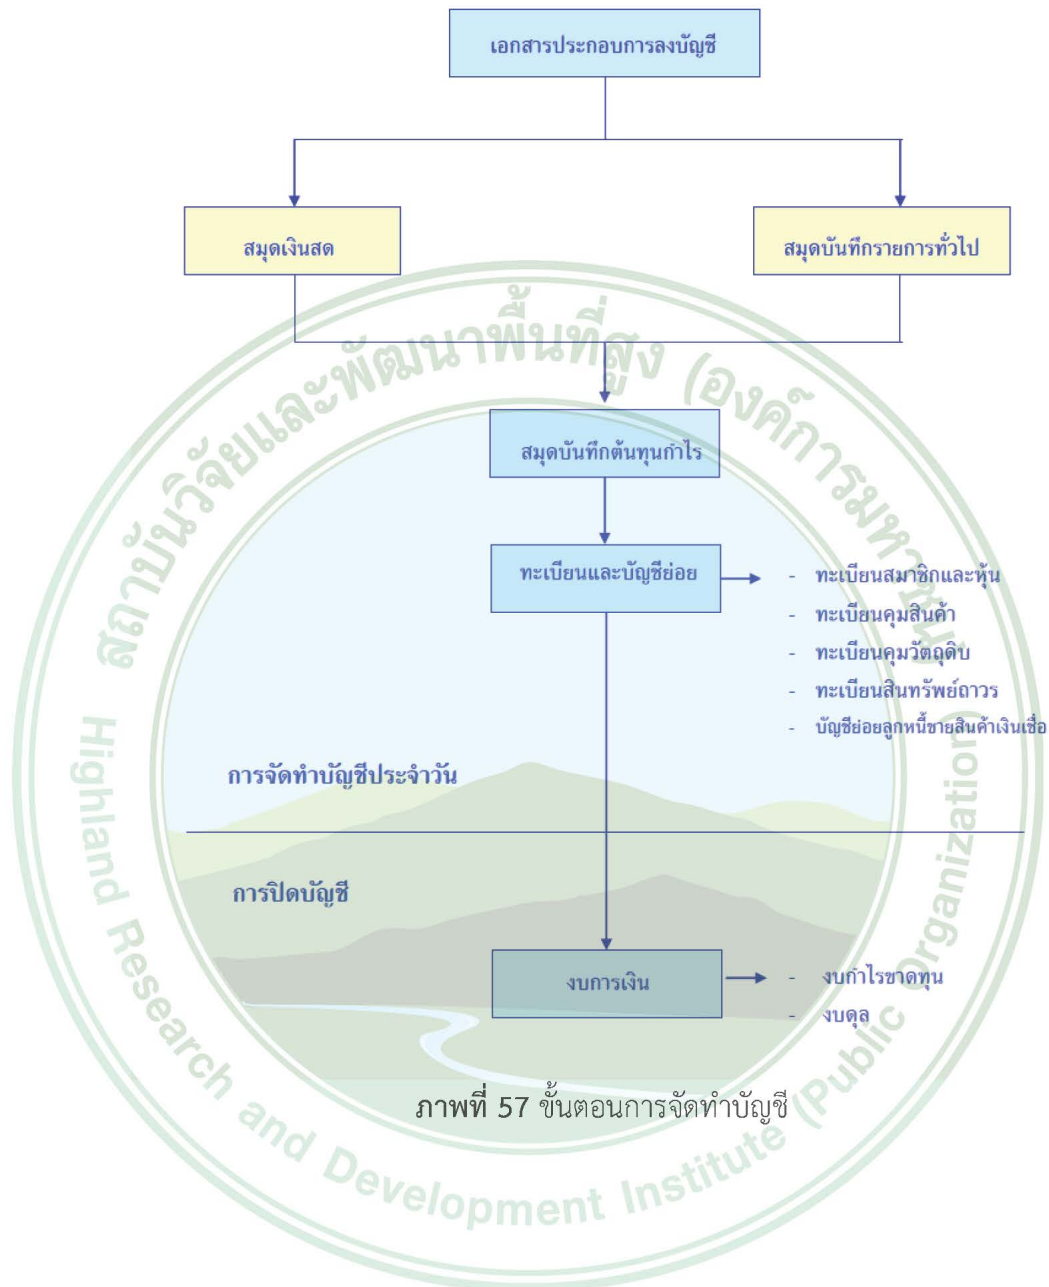 เอกสารประกอบการลงบัญชี
สมุดเงินสด
สมุดบันทึกรายการทั่วไป
สมุดบันทึกต้นทุนกำไร
ทะเบียนและบัญชีย่อย
- ทะเบียนสมาชิกและหุ้น
- ทะเบียนคุมสินค้า
- ทะเบียนคุมวัตถุดิบ
- ทะเบียนสินทรัพย์ถาวร
- บัญชีย่อยลูกหนี้ขายสินค้าเงินเชื่อ
การจัดทำบัญชีประจำวัน
การปิดบัญชี
งบการเงิน
- งบกำไรขาดทุน
- งบดุล
ภาพที่ 57 ขั้นตอนการจัดทำบัญชี
สถาบันวิจัยและพัฒนาพื้นที่สูง (องค์การมหาชน)
Highland Research and Development Institute (Public Organization)